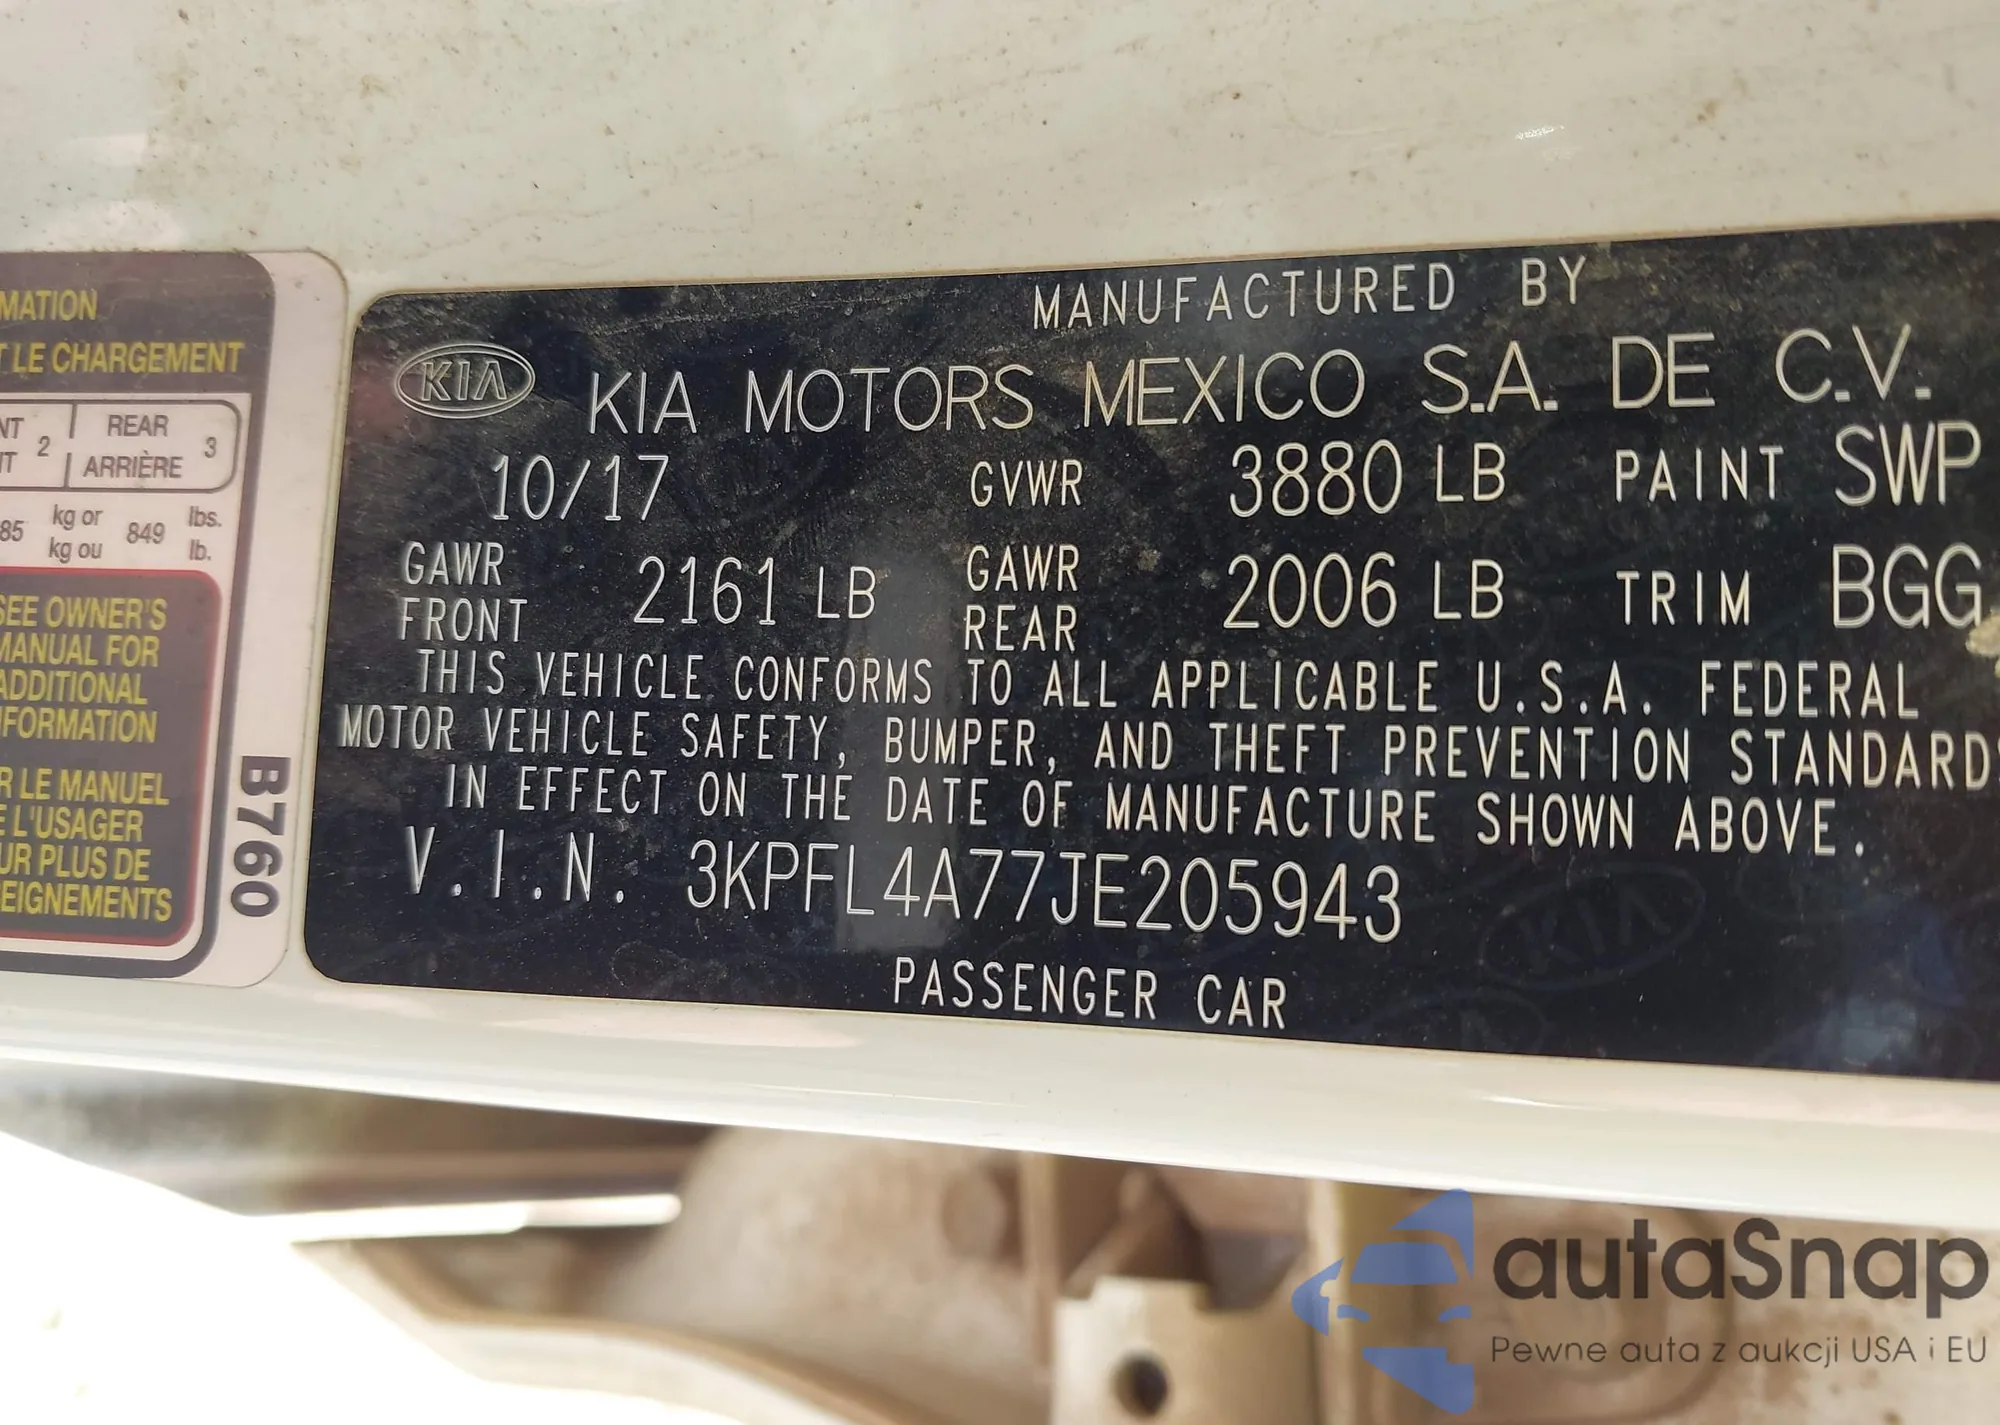 MATION
T LE CHARGEMENT
NT 2 REAR 3
IT ARRIÈRE
85 kg or 849 lbs.
kg ou lb.
SEE OWNER'S
MANUAL FOR
ADDITIONAL
NFORMATION
R LE MANUEL
E L'USAGER
UR PLUS DE
EIGNEMENTS
B760
MANUFACTURED BY
KIA KIA MOTORS MEXICO S.A. DE C.V.
10/17 GVWR 3880 LB PAINT SWP
GAWR FRONT 2161 LB GAWR REAR 2006 LB TRIM BGG
THIS VEHICLE CONFORMS TO ALL APPLICABLE U.S.A. FEDERAL
MOTOR VEHICLE SAFETY, BUMPER, AND THEFT PREVENTION STANDARDS
IN EFFECT ON THE DATE OF MANUFACTURE SHOWN ABOVE.
V.I.N. 3KPFL4A77JE205943
PASSENGER CAR
autaSnap
Pewne auta z aukcji USA i EU